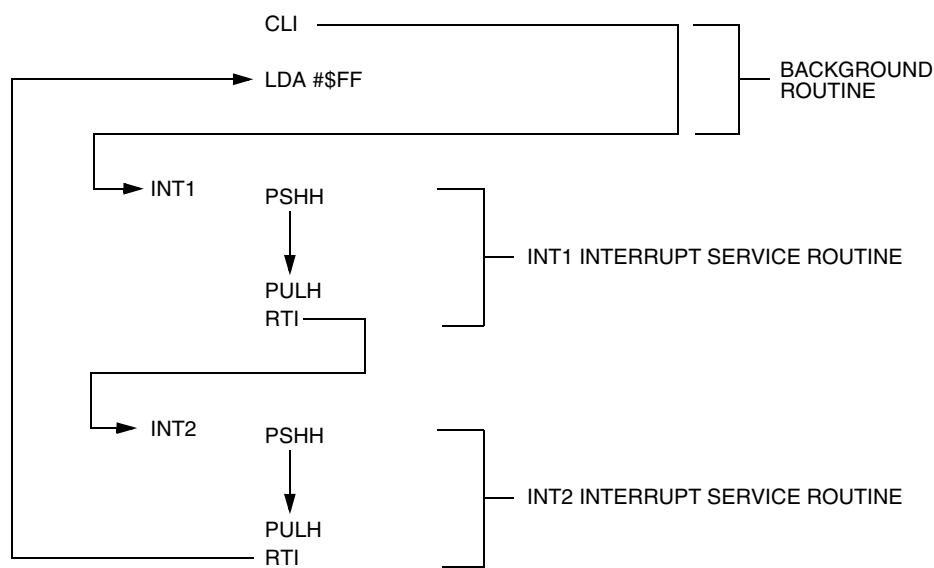 CLI
LDA #$FF
BACKGROUND
ROUTINE
INT1
PSHH
INT1 INTERRUPT SERVICE ROUTINE
PULH
RTI
INT2
PSHH
INT2 INTERRUPT SERVICE ROUTINE
PULH
RTI